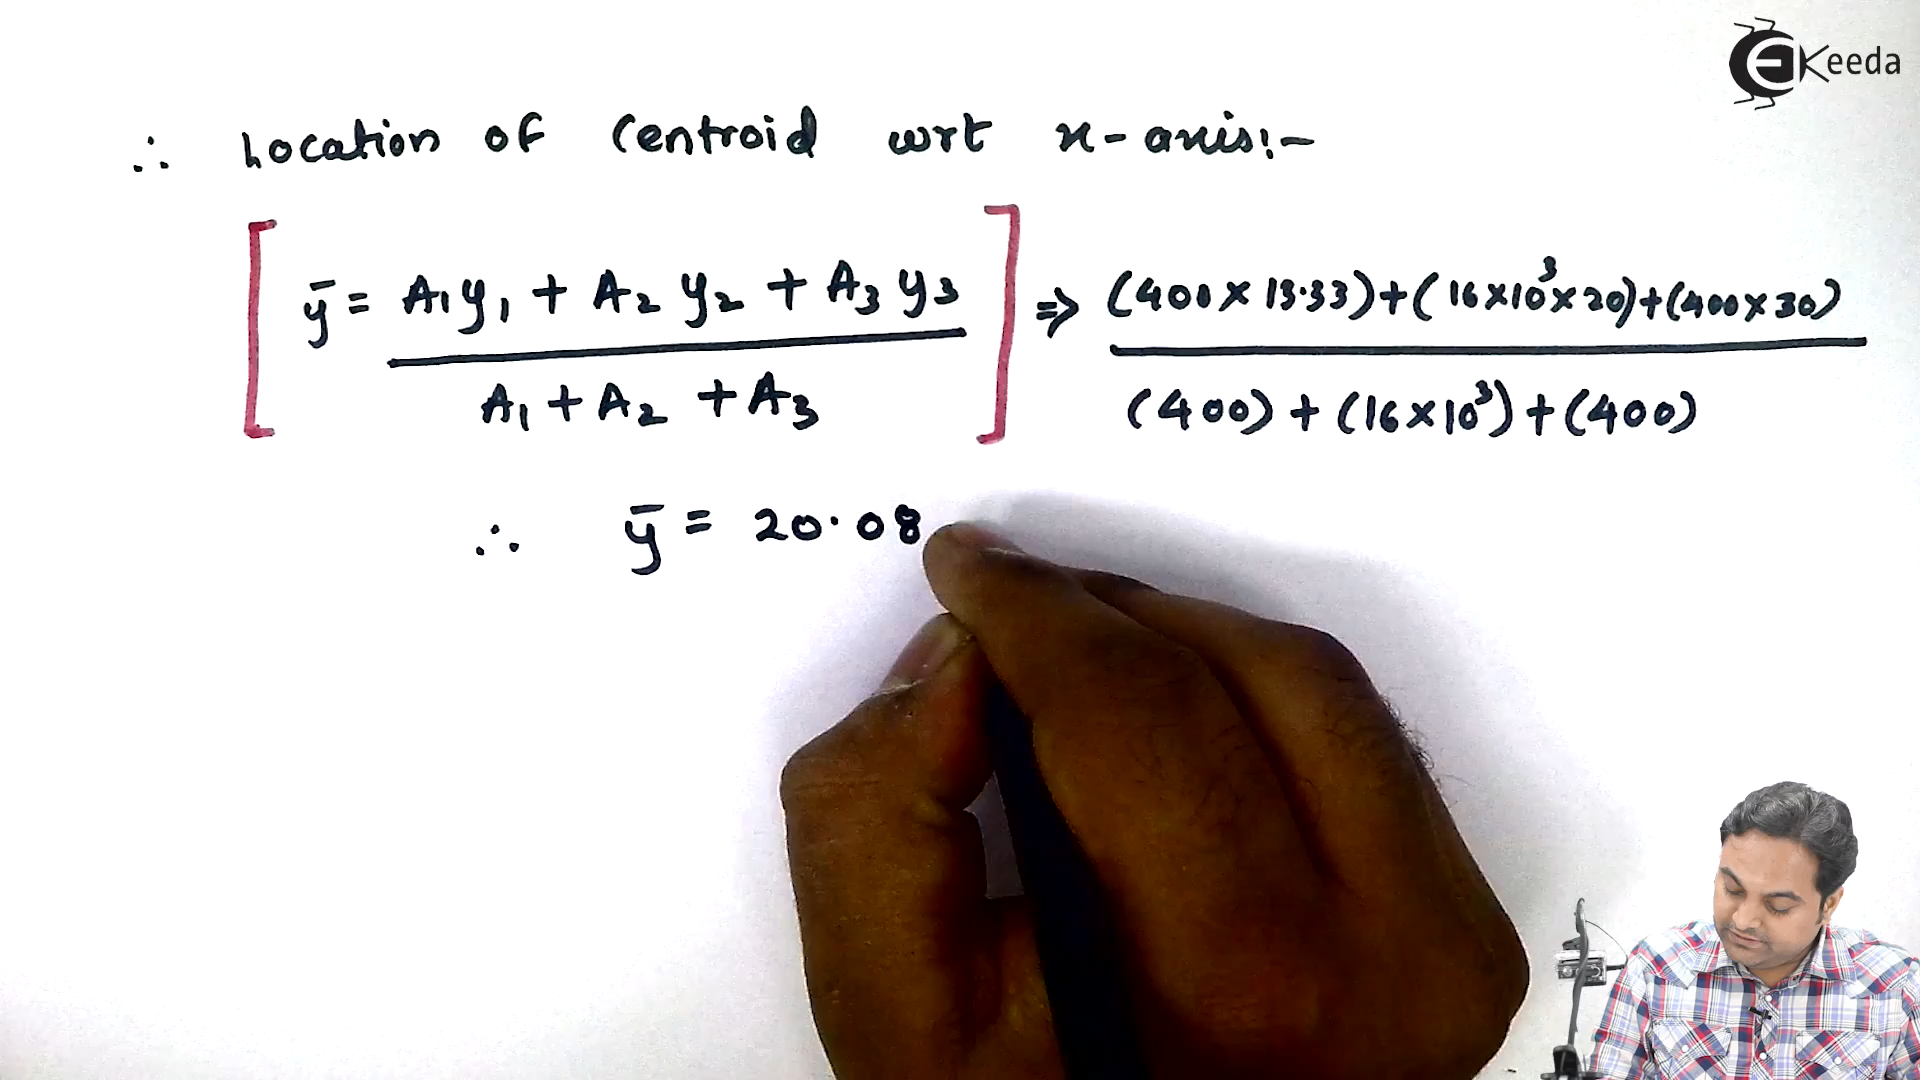 EKeeda
∴ Location of Centroid wrt x-axis:-
[ ȳ = A₁y₁ + A₂y₂ + A₃y₃ / A₁ + A₂ + A₃ ] ⇒ (400 × 13.33) + (16×10³×20) + (400×30) / (400) + (16×10³) + (400)
∴ ȳ = 20.08